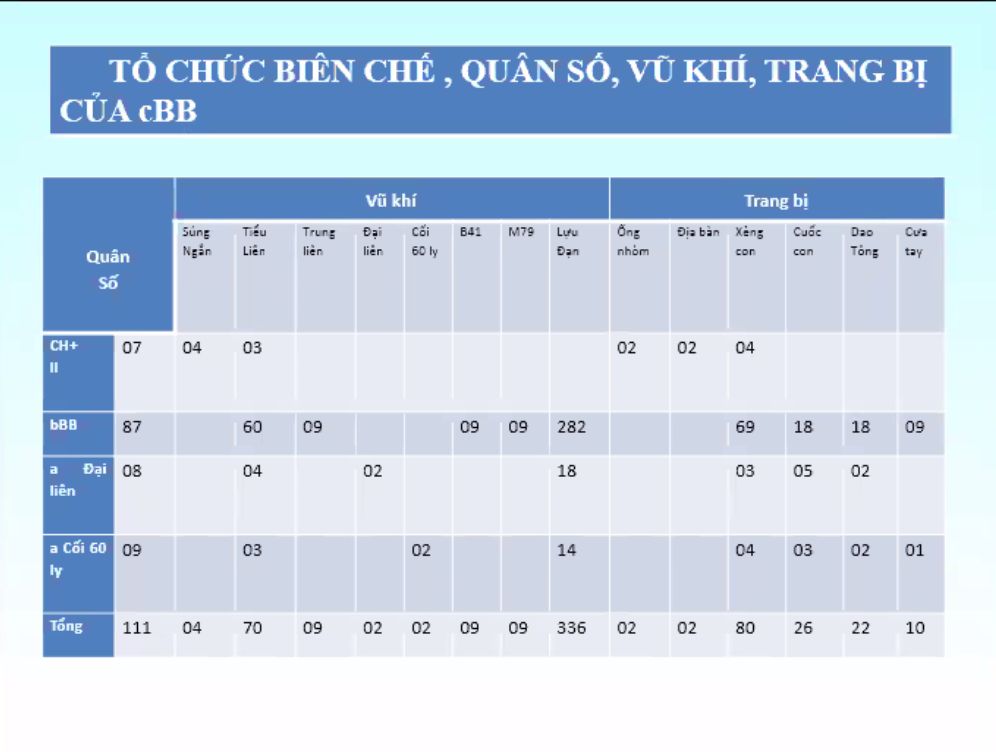 TỔ CHỨC BIÊN CHẾ , QUÂN SỐ, VŨ KHÍ, TRANG BỊ
CỦA cBB
Quân Số Vũ khí Trang bị
Súng Ngắn Tiểu Liên Trung liên Đại liên Cối 60 ly B41 M79 Lựu Đạn Ống nhòm Địa bàn Xẻng con Cuốc con Dao Tông Cưa tay
CH+ II 07 04 03 02 02 04
bBB 87 60 09 09 09 282 69 18 18 09
a Đại liên 08 04 02 18 03 05 02
a Cối 60 ly 09 03 02 14 04 03 02 01
Tổng 111 04 70 09 02 02 09 09 336 02 02 80 26 22 10